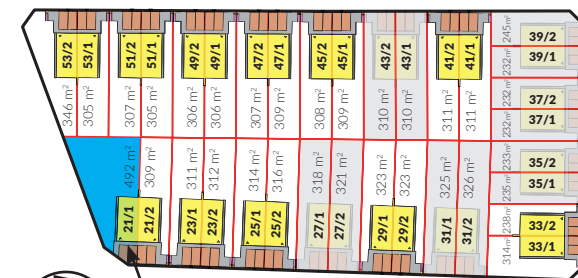 53/2 53/1 51/2 51/1 49/2 49/1 47/2 47/1 45/2 45/1 43/2 43/1 41/2 41/1
346 m² 305 m² 307 m² 305 m² 306 m² 306 m² 307 m² 309 m² 308 m² 309 m² 310 m² 310 m² 311 m² 311 m²
245 m² 39/2
232 m² 39/1
232 m² 37/2
232 m² 37/1
233 m² 35/2
235 m² 35/1
238 m² 33/2
314 m² 33/1
492 m² 309 m² 311 m² 312 m² 314 m² 316 m² 318 m² 321 m² 323 m² 323 m² 325 m² 326 m²
21/1 21/2 23/1 23/2 25/1 25/2 27/1 27/2 29/1 29/2 31/1 31/2